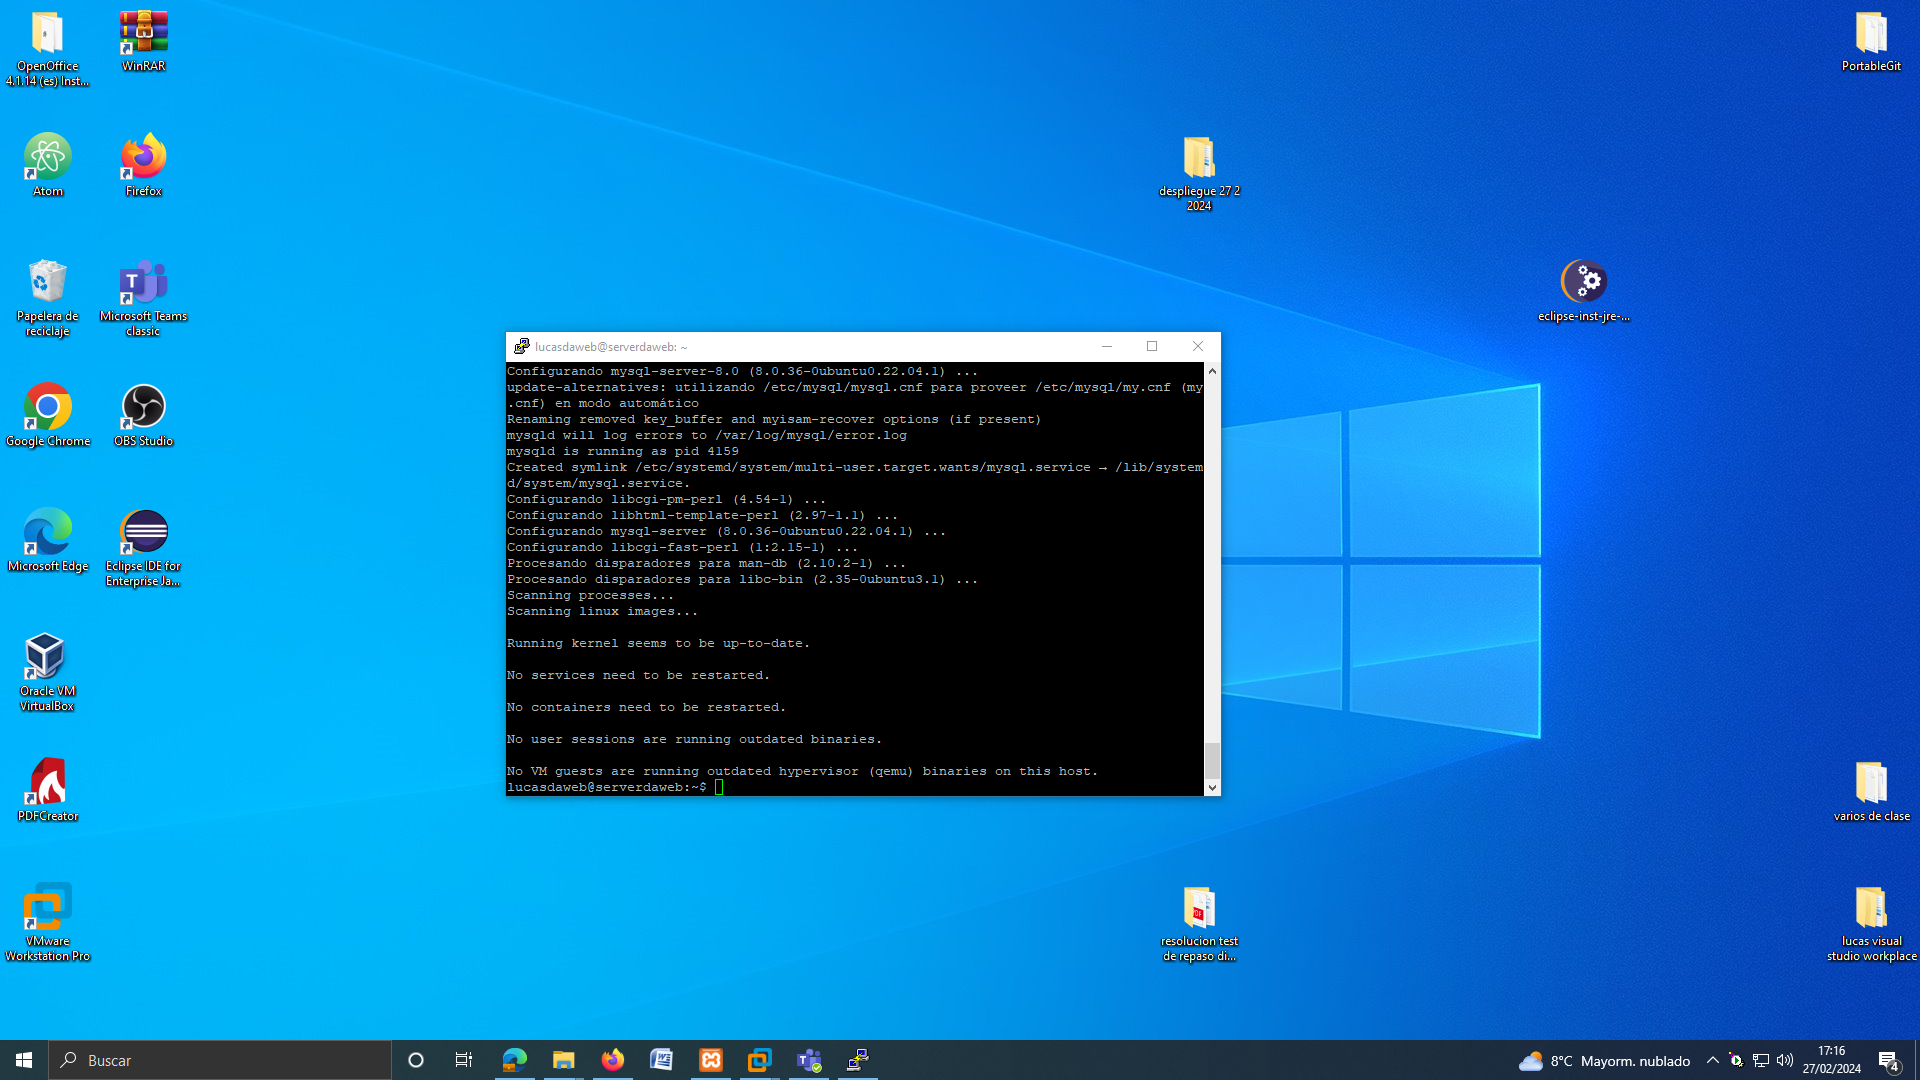 OpenOffice
4.1.14 (es) Inst...
WinRAR
Atom
Firefox
Papelera de
reciclaje
Microsoft Teams
classic
Google Chrome
OBS Studio
Microsoft Edge
Eclipse IDE for
Enterprise Ja...
Oracle VM
VirtualBox
PDFCreator
VMware
Workstation Pro
PortableGit
despliegue 27 2
2024
eclipse-inst-jre-...
varios de clase
resolucion test
de repaso di...
lucas visual
studio workplace
lucasdaweb@serverdaweb: ~
Configurando mysql-server-8.0 (8.0.36-0ubuntu0.22.04.1) ...
update-alternatives: utilizando /etc/mysql/mysql.cnf para proveer /etc/mysql/my.cnf (my
.cnf) en modo automático
Renaming removed key_buffer and myisam-recover options (if present)
mysqld will log errors to /var/log/mysql/error.log
mysqld is running as pid 4159
Created symlink /etc/systemd/system/multi-user.target.wants/mysql.service → /lib/system
d/system/mysql.service.
Configurando libcgi-pm-perl (4.54-1) ...
Configurando libhtml-template-perl (2.97-1.1) ...
Configurando mysql-server (8.0.36-0ubuntu0.22.04.1) ...
Configurando libcgi-fast-perl (1:2.15-1) ...
Procesando disparadores para man-db (2.10.2-1) ...
Procesando disparadores para libc-bin (2.35-0ubuntu3.1) ...
Scanning processes...
Scanning linux images...
Running kernel seems to be up-to-date.
No services need to be restarted.
No containers need to be restarted.
No user sessions are running outdated binaries.
No VM guests are running outdated hypervisor (qemu) binaries on this host.
lucasdaweb@serverdaweb:~$
Buscar
8°C Mayorm. nublado
17:16
27/02/2024
4